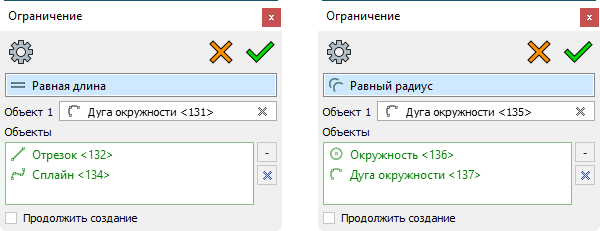 Ограничение
Равная длина
Объект 1 Дуга окружности <131>
Объекты
Отрезок <132>
Сплайн <134>
Продолжить создание
Ограничение
Равный радиус
Объект 1 Дуга окружности <135>
Объекты
Окружность <136>
Дуга окружности <137>
Продолжить создание